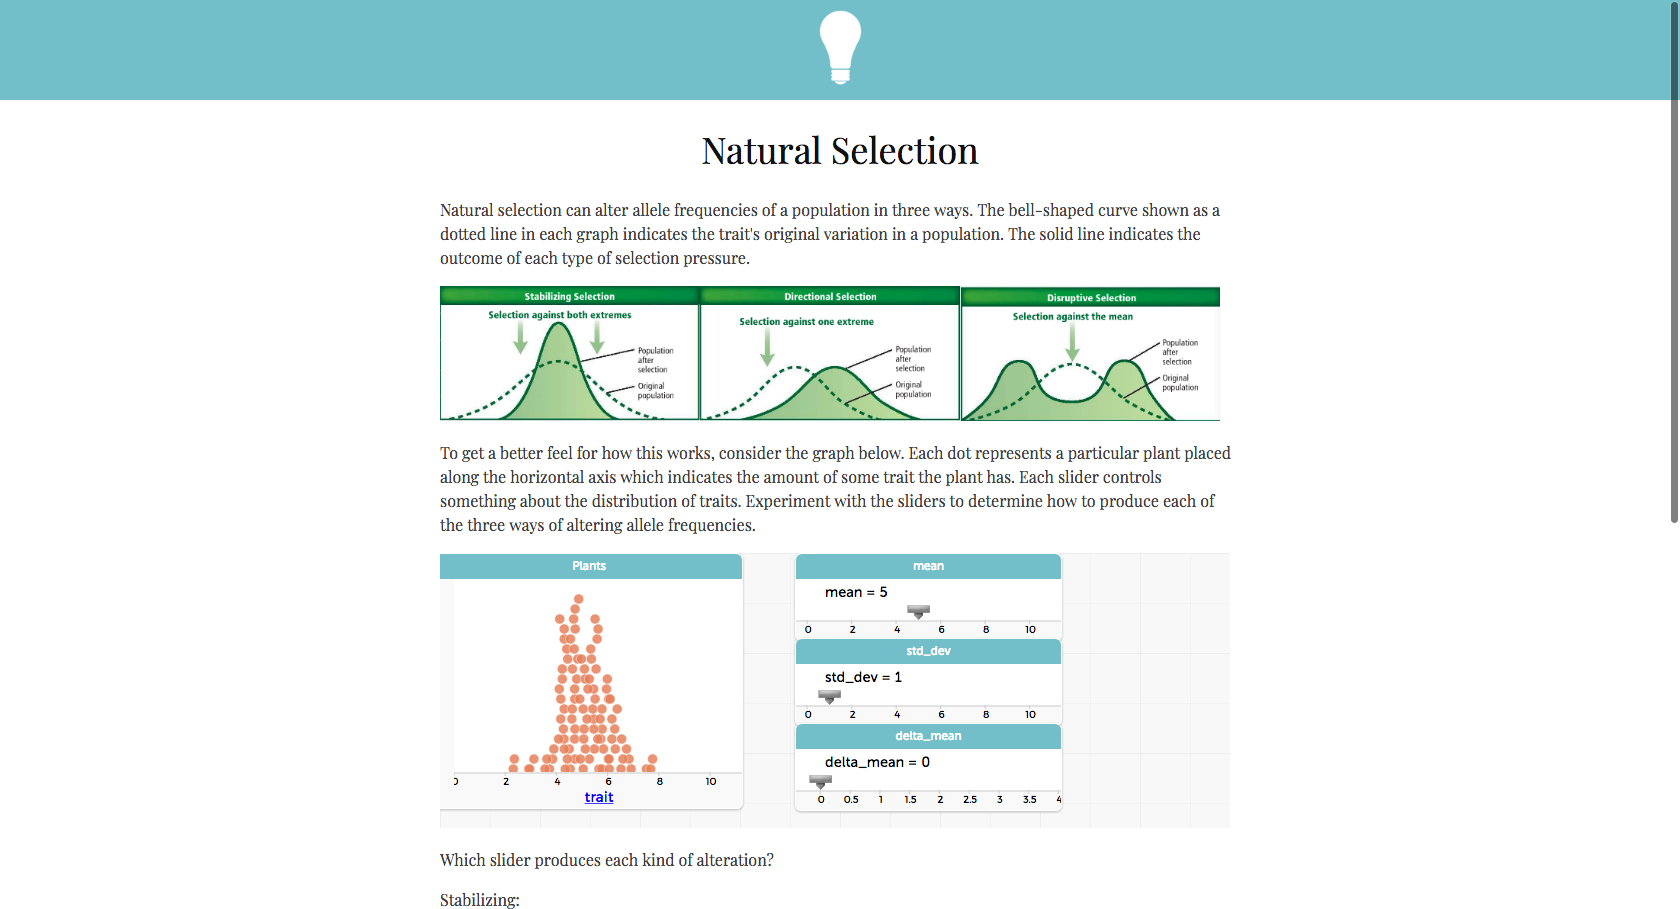 Natural Selection
Natural selection can alter allele frequencies of a population in three ways. The bell-shaped curve shown as a
dotted line in each graph indicates the trait's original variation in a population. The solid line indicates the
outcome of each type of selection pressure.
Stabilizing Selection
Selection against both extremes
Population
after
selection
Original
population
Directional Selection
Selection against one extreme
Population
after
selection
Original
population
Disruptive Selection
Selection against the mean
Population
after
selection
Original
population
To get a better feel for how this works, consider the graph below. Each dot represents a particular plant placed
along the horizontal axis which indicates the amount of some trait the plant has. Each slider controls
something about the distribution of traits. Experiment with the sliders to determine how to produce each of
the three ways of altering allele frequencies.
Plants
0 2 4 6 8 10
trait
mean
mean = 5
0 2 4 6 8 10
std_dev
std_dev = 1
0 2 4 6 8 10
delta_mean
delta_mean = 0
0 0.5 1 1.5 2 2.5 3 3.5 4
Which slider produces each kind of alteration?
Stabilizing: